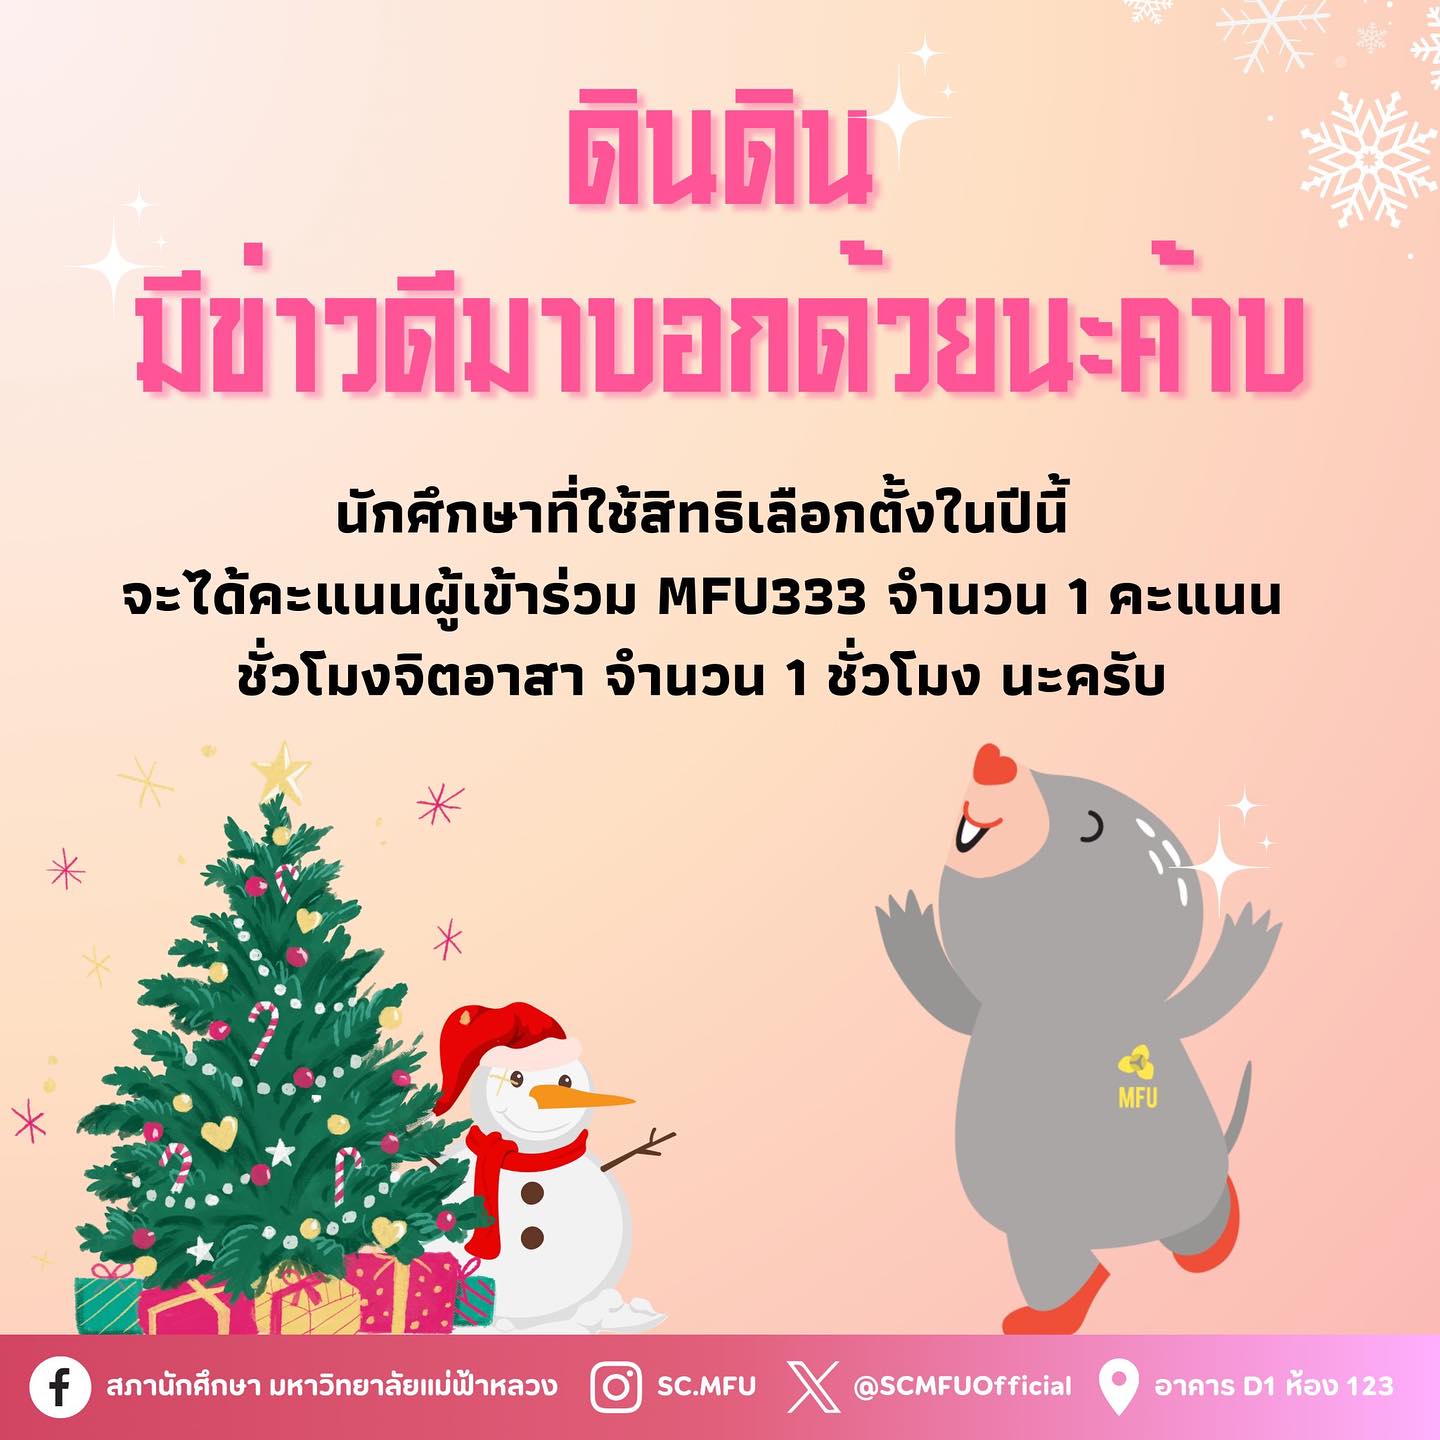 ดินดิน
มีข่าวดีมาบอกด้วยนะค้าบ
นักศึกษาที่ใช้สิทธิเลือกตั้งในปีนี้
จะได้คะแนนผู้เข้าร่วม MFU333 จำนวน 1 คะแนน
ชั่วโมงจิตอาสา จำนวน 1 ชั่วโมง นะครับ
MFU
สภานักศึกษา มหาวิทยาลัยแม่ฟ้าหลวง SC.MFU @SCMFUOfficial อาคาร D1 ห้อง 123